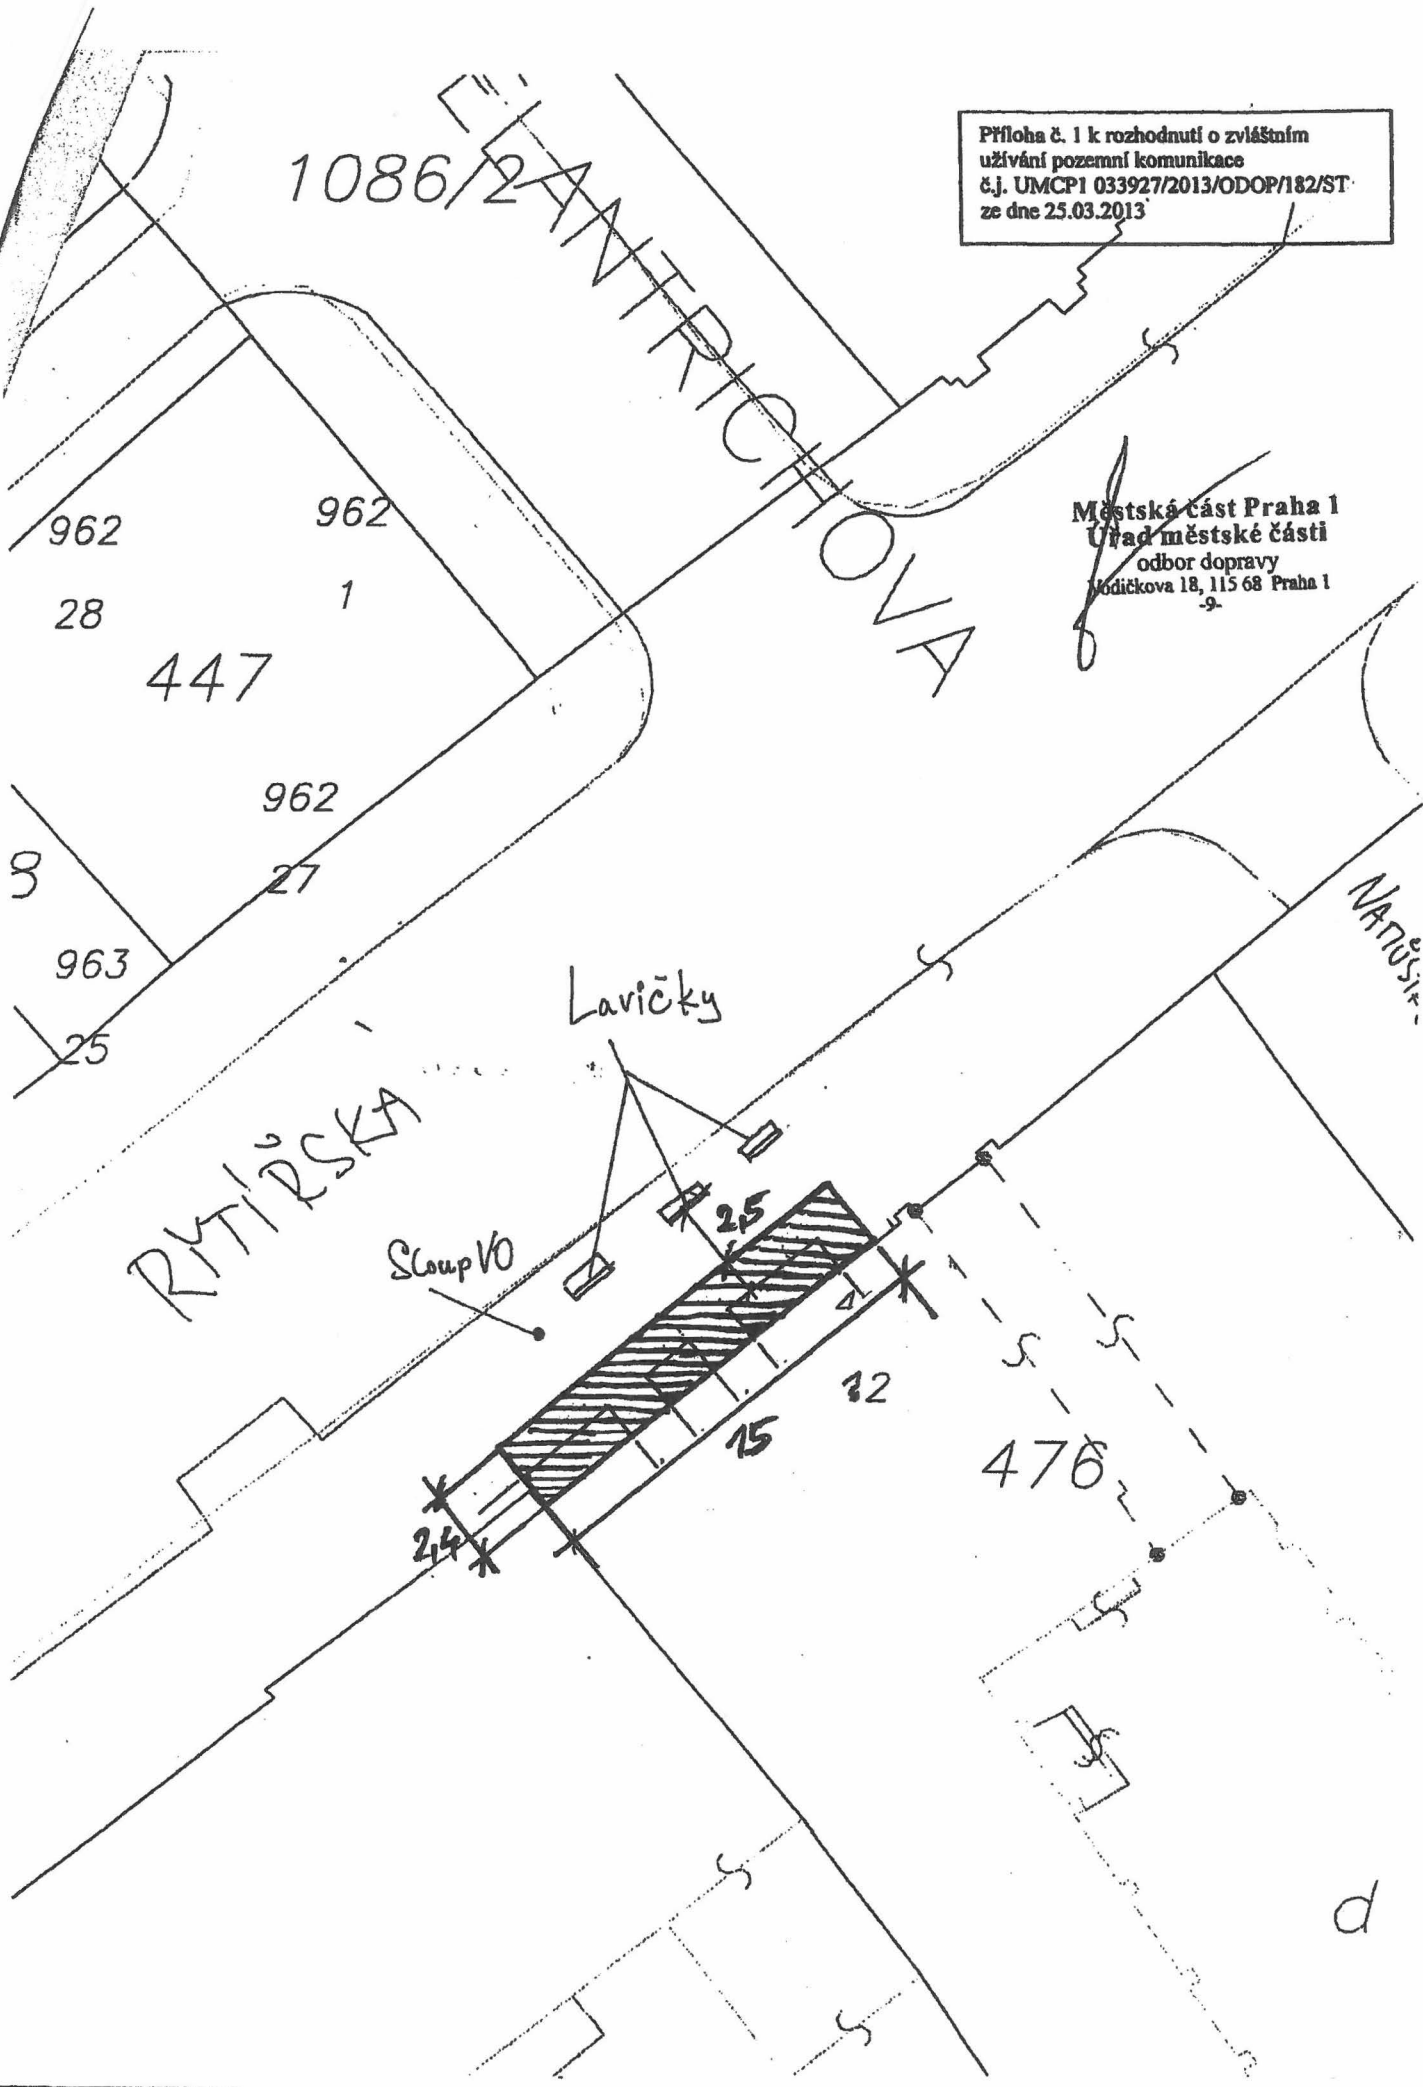 Příloha č. 1 k rozhodnutí o zvláštním
užívání pozemní komunikace
č.j. UMCP1 033927/2013/ODOP/182/ST
ze dne 25.03.2013
1086/2
MELANTRICHOVA
Městská část Praha 1
Úřad městské části
odbor dopravy
Vodičkova 18, 115 68 Praha 1
-9-
962
962
28
1
447
962
27
8
963
25
Lavičky
RYTÍŘSKÁ
Sloup VO
2,5
12
15
476
2,4
d